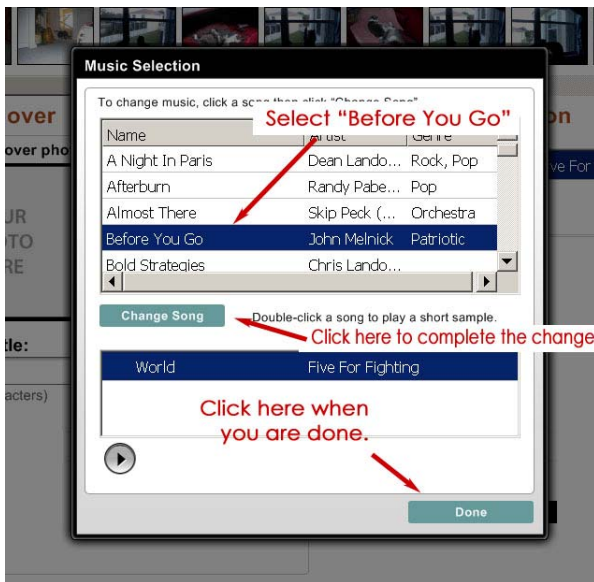 Music Selection
To change music, click a song then click "Change Song"
Select “Before You Go”
over
on
Name Artist Genre
over pho
A Night In Paris Dean Lando... Rock, Pop
ve For
Afterburn Randy Pabe... Pop
Almost There Skip Peck (... Orchestra
UR
OTO
RE
Before You Go John Melnick Patriotic
Bold Strategies Chris Lando...
Change Song
Double-click a song to play a short sample.
Click here to complete the change
tle:
World Five For Fighting
acters)
Click here when
you are done.
Done